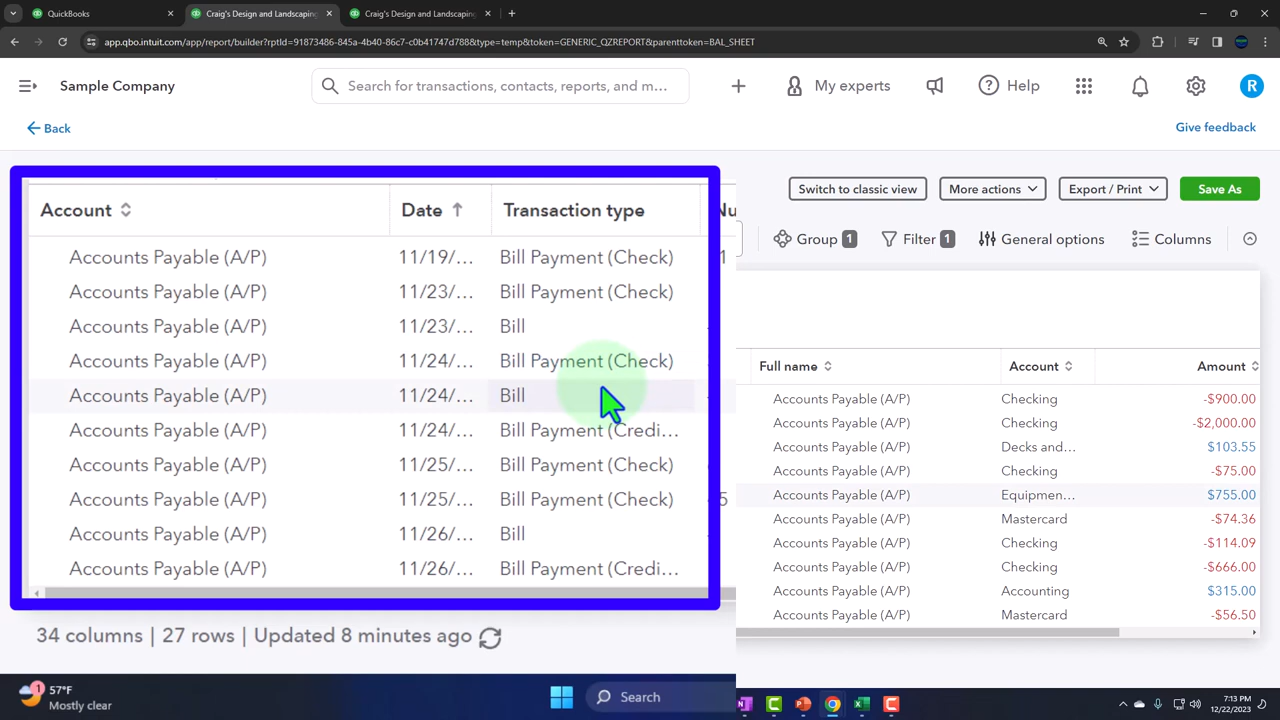 QuickBooks
Craig's Design and Landscaping
Craig's Design and Landscaping
qbo.intuit.com/app/report/builder?rptId=91873486-845a-4b40-86c7-c0b41747d788&type=temp&token=GENERIC_QZREPORT&parenttoken=BAL_SHEET
Sample Company
Search for transactions, contacts, reports, and m...
My experts
Help
R
Back
Give feedback
Switch to classic view
More actions
Export / Print
Save As
Group 1
Filter 1
General options
Columns
Account Date Transaction type
Full name Account Amount
Accounts Payable (A/P) 11/19/... Bill Payment (Check) 1
Accounts Payable (A/P) 11/23/... Bill Payment (Check)
Accounts Payable (A/P) 11/23/... Bill
Accounts Payable (A/P) 11/24/... Bill Payment (Check)
Accounts Payable (A/P) 11/24/... Bill
Accounts Payable (A/P) 11/24/... Bill Payment (Credi...
Accounts Payable (A/P) 11/25/... Bill Payment (Check)
Accounts Payable (A/P) 11/25/... Bill Payment (Check) 5
Accounts Payable (A/P) 11/26/... Bill
Accounts Payable (A/P) 11/26/... Bill Payment (Credi...
Accounts Payable (A/P) Checking -$900.00
Accounts Payable (A/P) Checking -$2,000.00
Accounts Payable (A/P) Decks and... $103.55
Accounts Payable (A/P) Checking -$75.00
Accounts Payable (A/P) Equipmen... $755.00
Accounts Payable (A/P) Mastercard -$74.36
Accounts Payable (A/P) Checking -$114.09
Accounts Payable (A/P) Checking -$666.00
Accounts Payable (A/P) Accounting $315.00
Accounts Payable (A/P) Mastercard -$56.50
34 columns | 27 rows | Updated 8 minutes ago
1
57°F
Mostly clear
Search
7:13 PM
12/22/2023